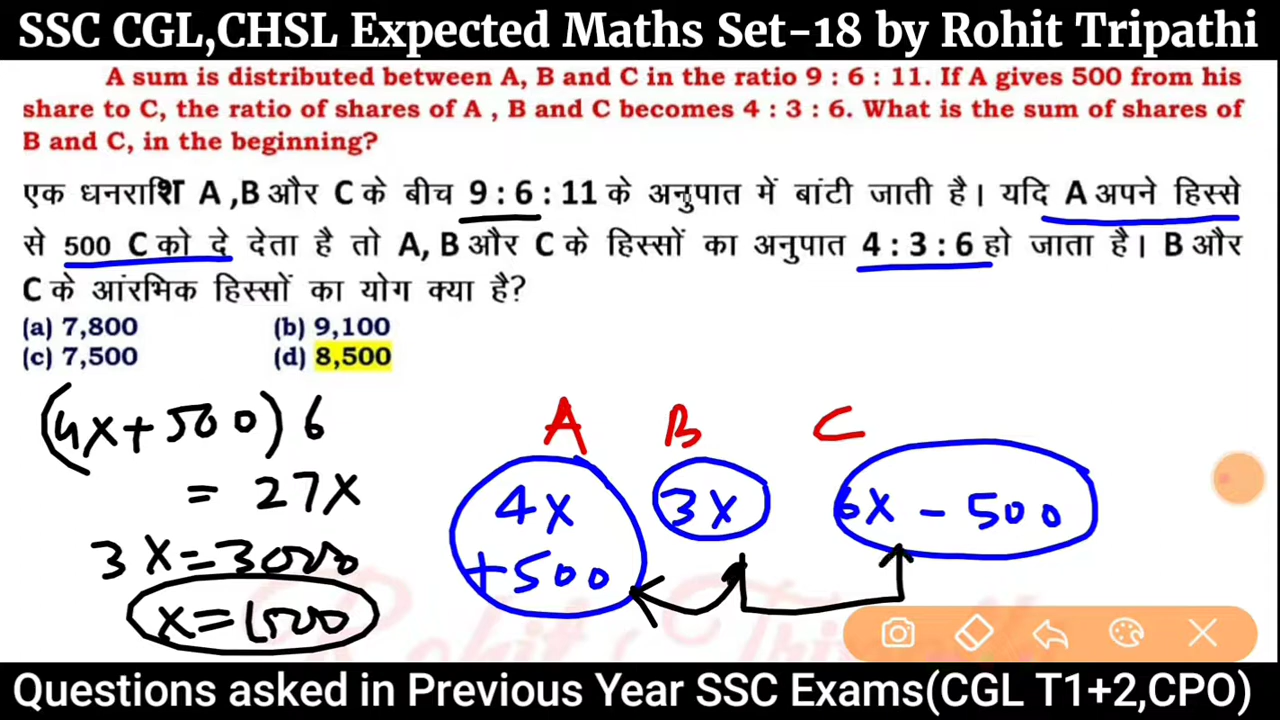 SSC CGL,CHSL Expected Maths Set-18 by Rohit Tripathi
A sum is distributed between A, B and C in the ratio 9 : 6 : 11. If A gives 500 from his
share to C, the ratio of shares of A , B and C becomes 4 : 3 : 6. What is the sum of shares of
B and C, in the beginning?
एक धनराशि A ,B और C के बीच 9 : 6 : 11 के अनुपात में बांटी जाती है। यदि A अपने हिस्से
से 500 C को दे देता है तो A, B और C के हिस्सों का अनुपात 4 : 3 : 6 हो जाता है। B और
C के आंरभिक हिस्सों का योग क्या है?
(a) 7,800 (b) 9,100
(c) 7,500 (d) 8,500
(4x+500) 6
= 27x
3x=3000
x=1500
A B C
4x 3x 6x - 500
+500
Rohit Tripathi
Questions asked in Previous Year SSC Exams(CGL T1+2,CPO)